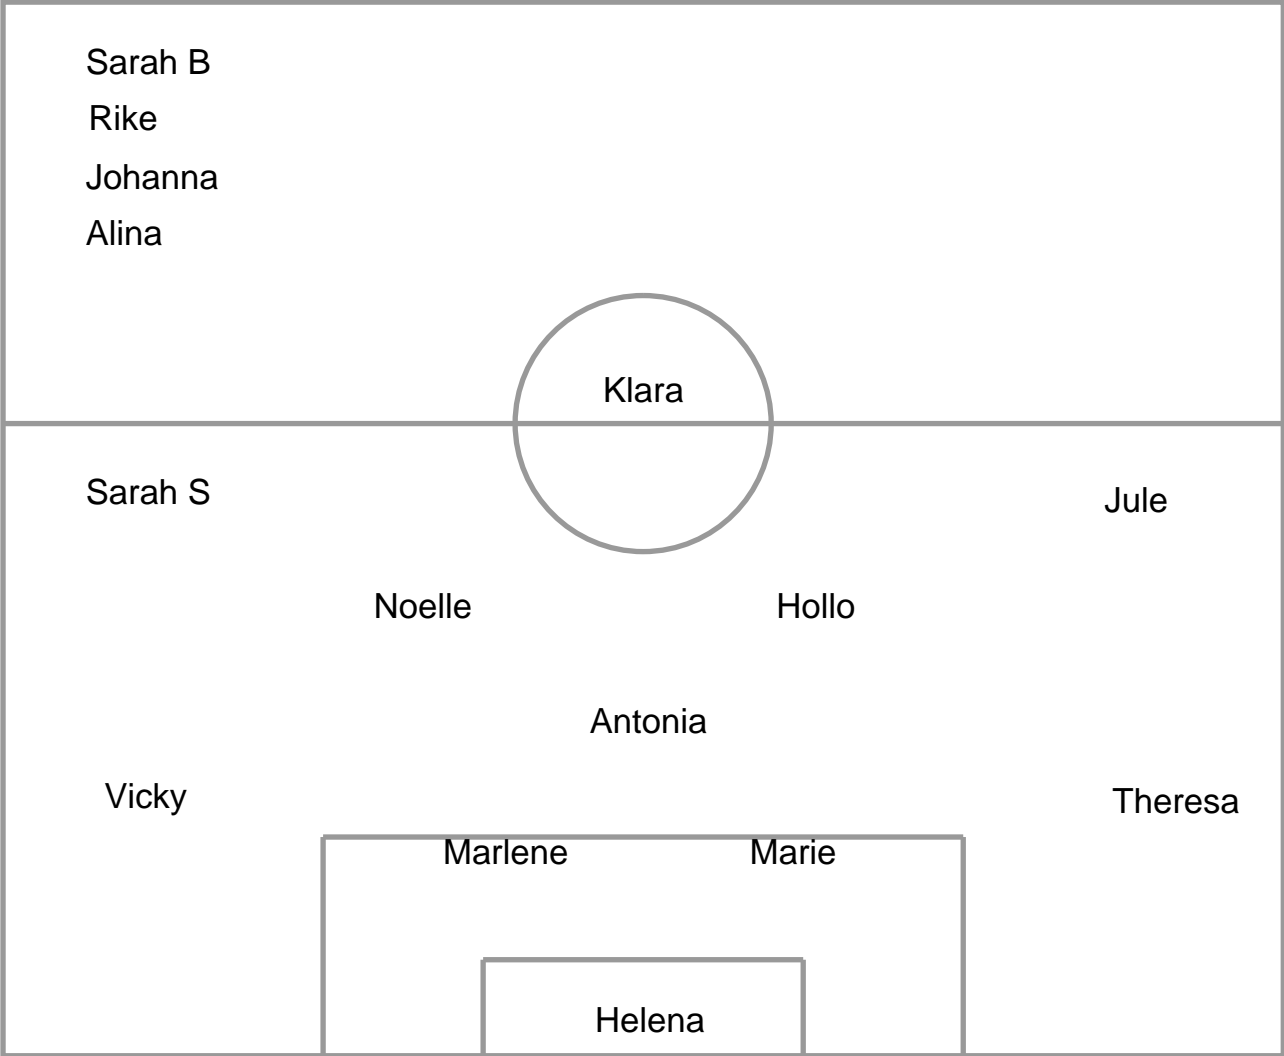 Sarah B
Rike
Johanna
Alina
Klara
Sarah S
Jule
Noelle
Hollo
Antonia
Vicky
Theresa
Marlene
Marie
Helena